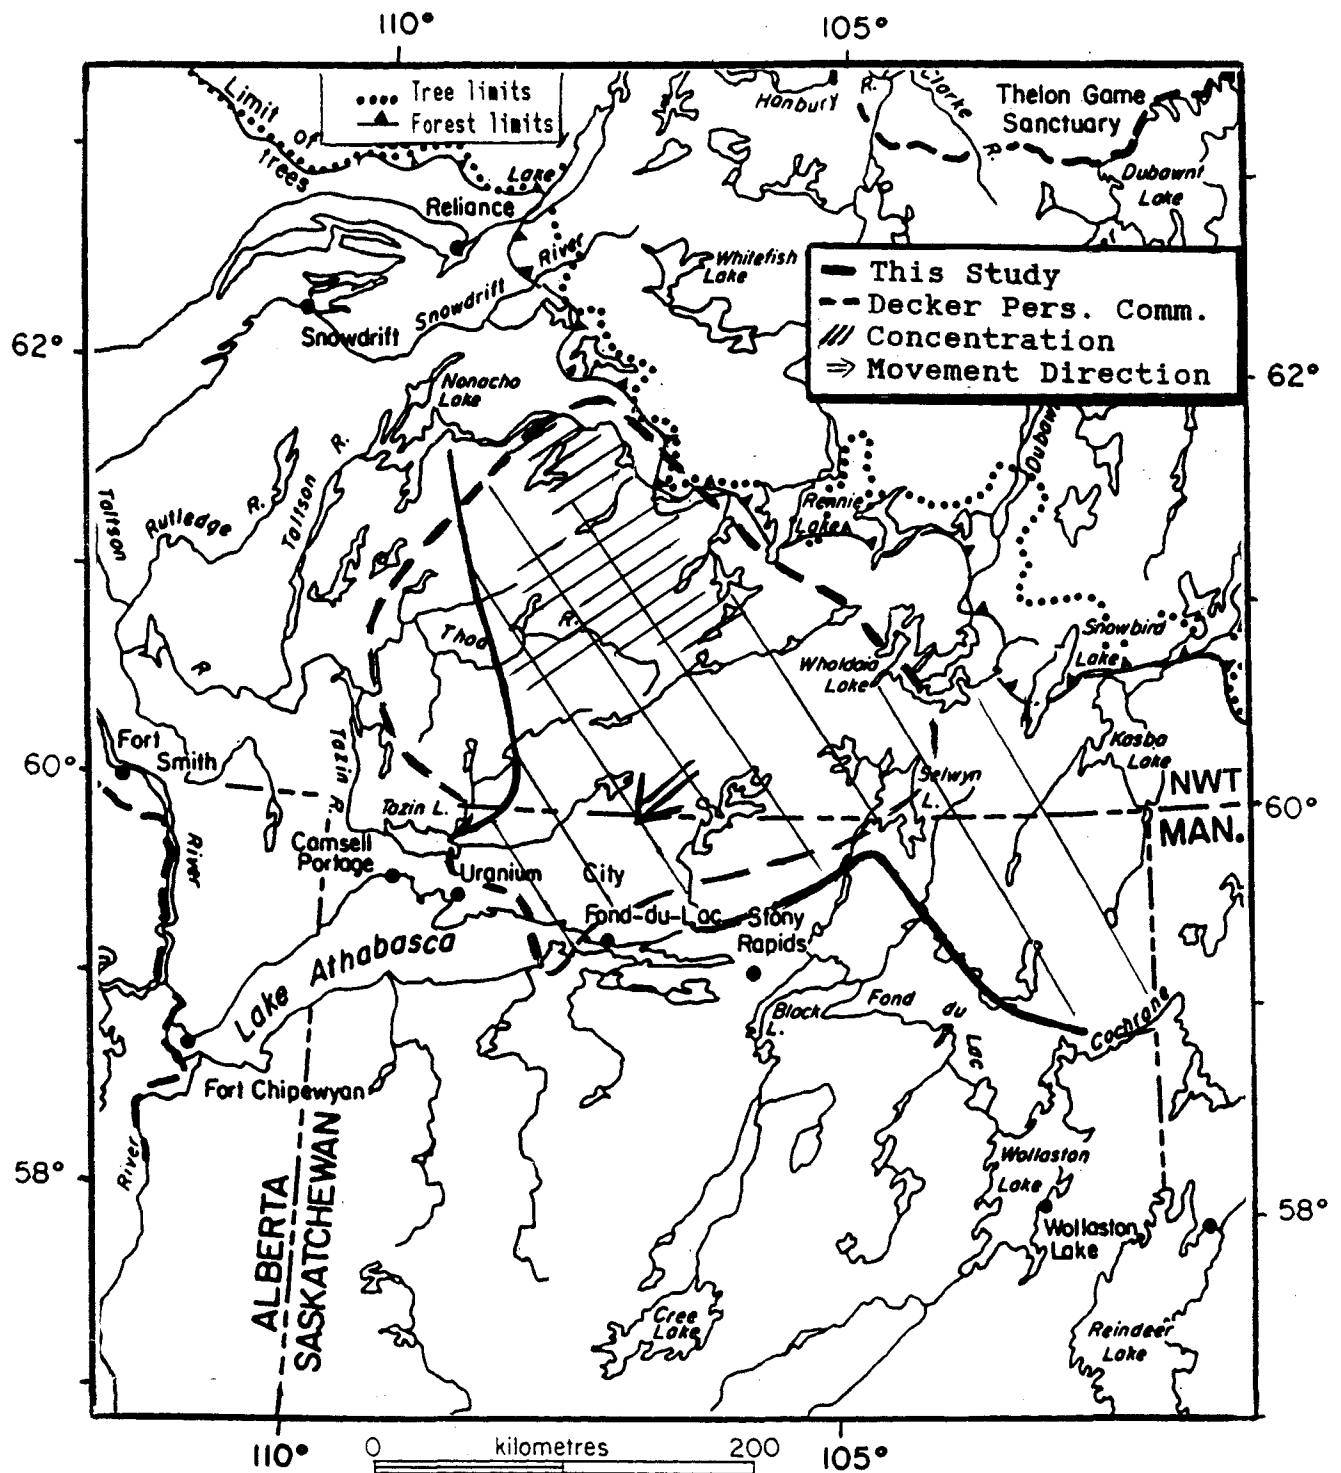 110°
105°
Tree limits
Forest limits
Limit
of
trees
Hanbury
R.
Clarke
R.
Thelon Game
Sanctuary
Dubawnt
Lake
Lake
Reliance
River
Snowdrift
Snowdrift
Whitefish
Lake
This Study
Decker Pers. Comm.
Concentration
Movement Direction
62°
62°
Nonacho
Lake
Dubaw
Taltson
Rutledge
R.
Taltson
R.
Rennie
Lake
Thoa
R.
Snowbird
Lake
Wholdaia
Lake
R
Fort
Smith
Tazin
R.
Kasba
Lake
60°
Selwyn
L.
NWT
60°
MAN.
Tazin L.
Camsell
Portage
River
Uranium
City
Fond-du-Lac
Stony
Rapids
Lake
Athabasca
Black
L.
Fond
du
Lac
Cochrane
Fort Chipewyan
River
58°
58°
ALBERTA
SASKATCHEWAN
Wollaston
Lake
Wollaston
Lake
Cree
Lake
Reindeer
Lake
110°
0
kilometres
200
105°